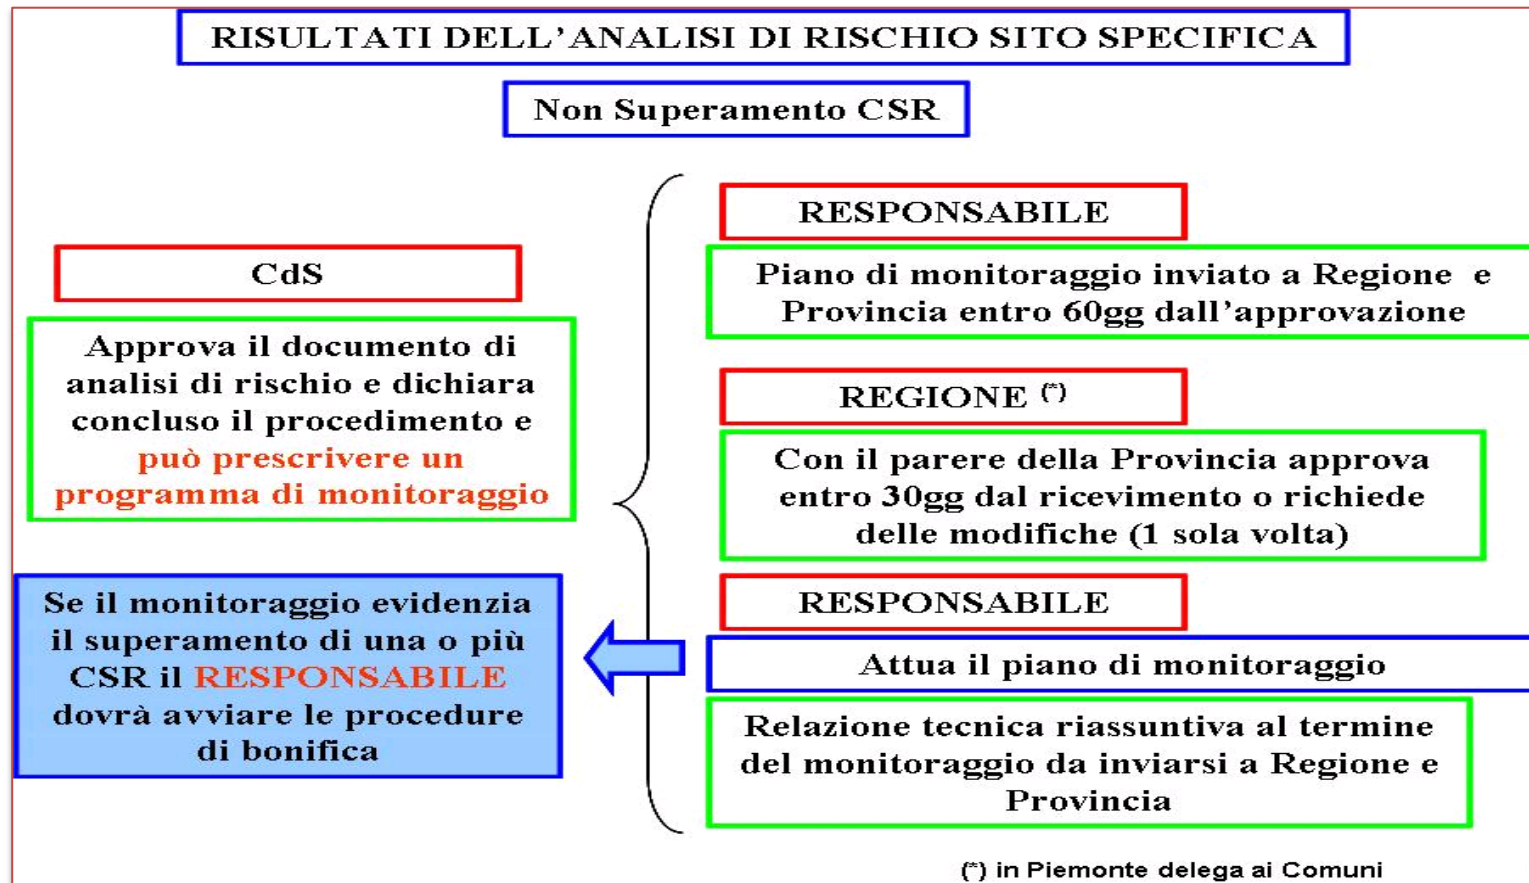 RISULTATI DELL'ANALISI DI RISCHIO SITO SPECIFICA
Non Superamento CSR
CdS
Approva il documento di
analisi di rischio e dichiara
concluso il procedimento e
può prescrivere un
programma di monitoraggio
RESPONSABILE
Piano di monitoraggio inviato a Regione e
Provincia entro 60gg dall'approvazione
REGIONE (*)
Con il parere della Provincia approva
entro 30gg dal ricevimento o richiede
delle modifiche (1 sola volta)
RESPONSABILE
Attua il piano di monitoraggio
Relazione tecnica riassuntiva al termine
del monitoraggio da inviarsi a Regione e
Provincia
Se il monitoraggio evidenzia
il superamento di una o più
CSR il RESPONSABILE
dovrà avviare le procedure
di bonifica
(*) in Piemonte delega ai Comuni